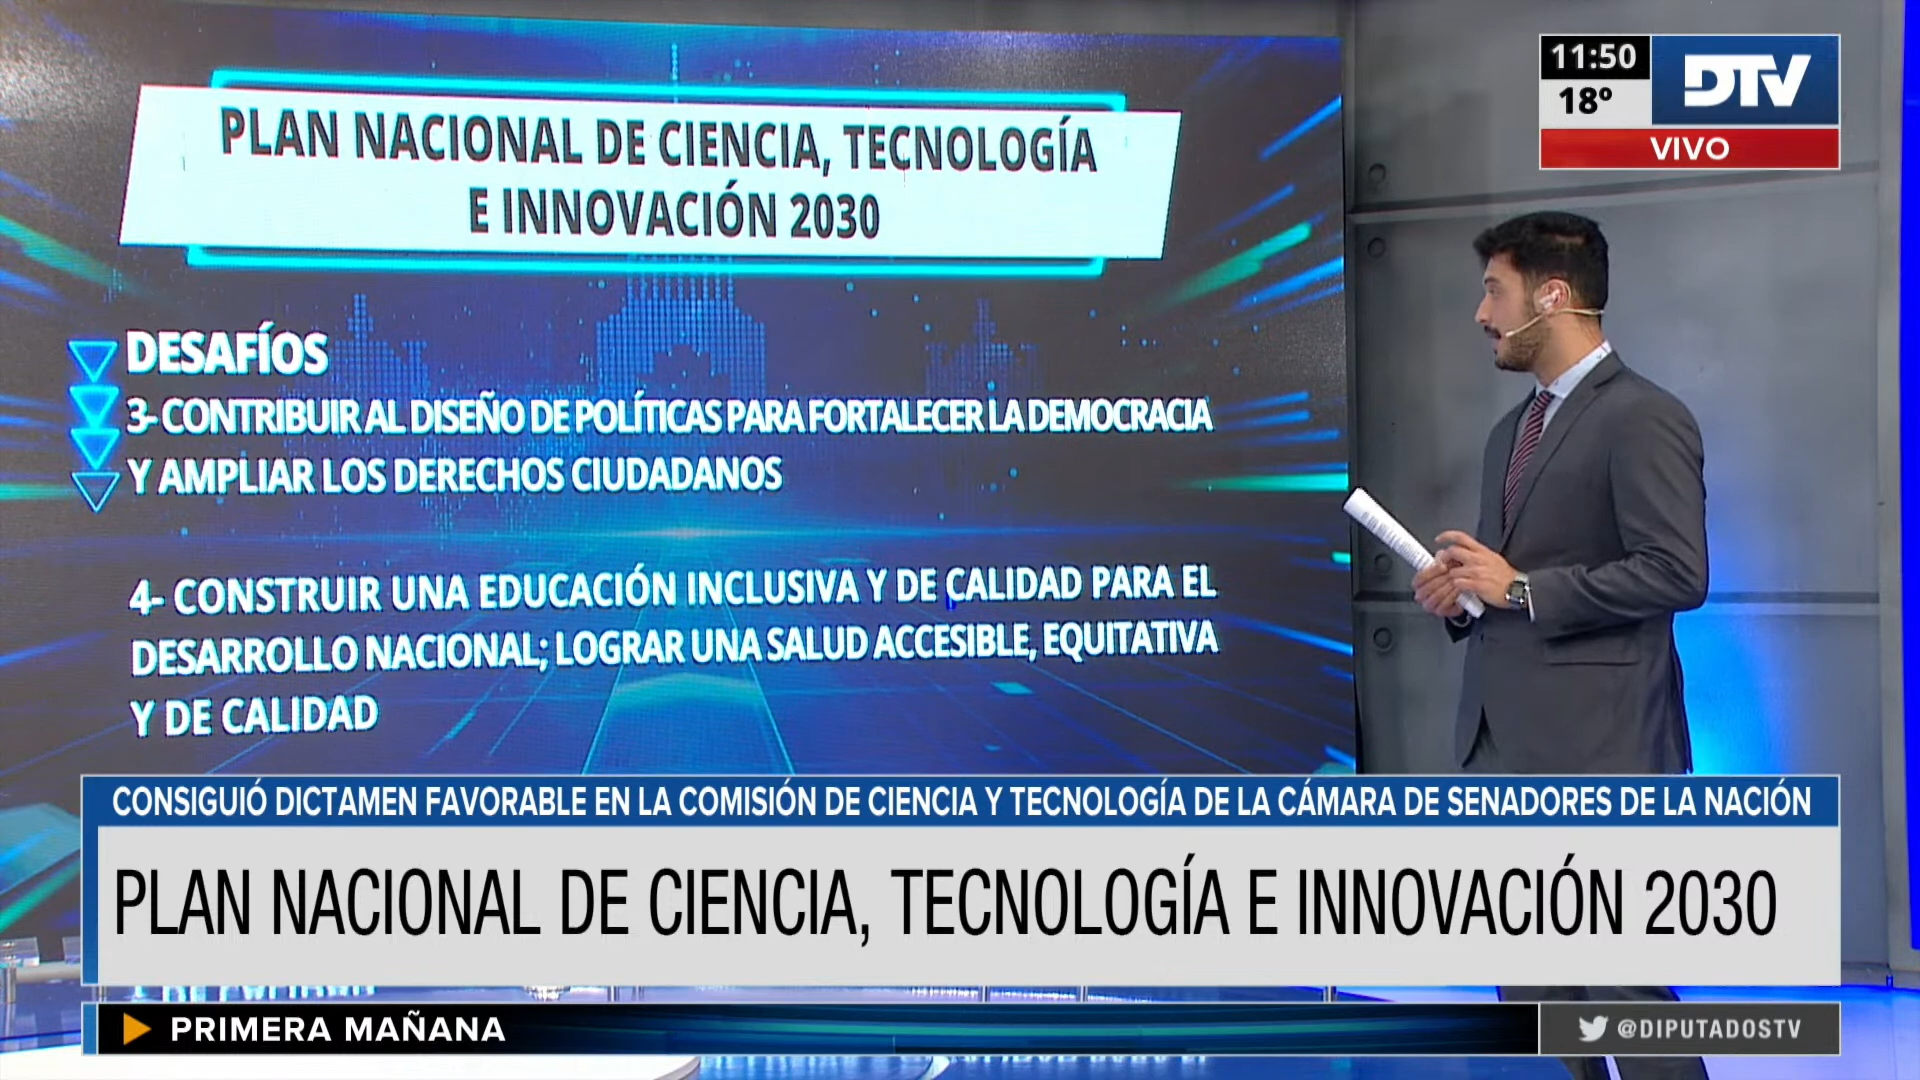 11:50
18º
DTV
VIVO
PLAN NACIONAL DE CIENCIA, TECNOLOGÍA
E INNOVACIÓN 2030
DESAFÍOS
3- CONTRIBUIR AL DISEÑO DE POLÍTICAS PARA FORTALECER LA DEMOCRACIA
Y AMPLIAR LOS DERECHOS CIUDADANOS
4- CONSTRUIR UNA EDUCACIÓN INCLUSIVA Y DE CALIDAD PARA EL
DESARROLLO NACIONAL; LOGRAR UNA SALUD ACCESIBLE, EQUITATIVA
Y DE CALIDAD
CONSIGUIÓ DICTAMEN FAVORABLE EN LA COMISIÓN DE CIENCIA Y TECNOLOGÍA DE LA CÁMARA DE SENADORES DE LA NACIÓN
PLAN NACIONAL DE CIENCIA, TECNOLOGÍA E INNOVACIÓN 2030
PRIMERA MAÑANA
@DIPUTADOSTV